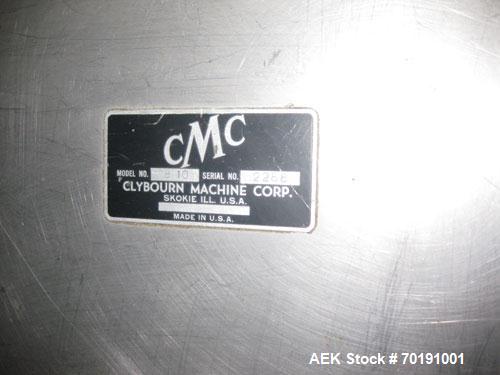 CMC
MODEL NO. SERIAL NO.
CLYBOURN MACHINE CORP.
SKOKIE ILL. U.S.A.
MADE IN U.S.A.
AEK Stock # 70191001